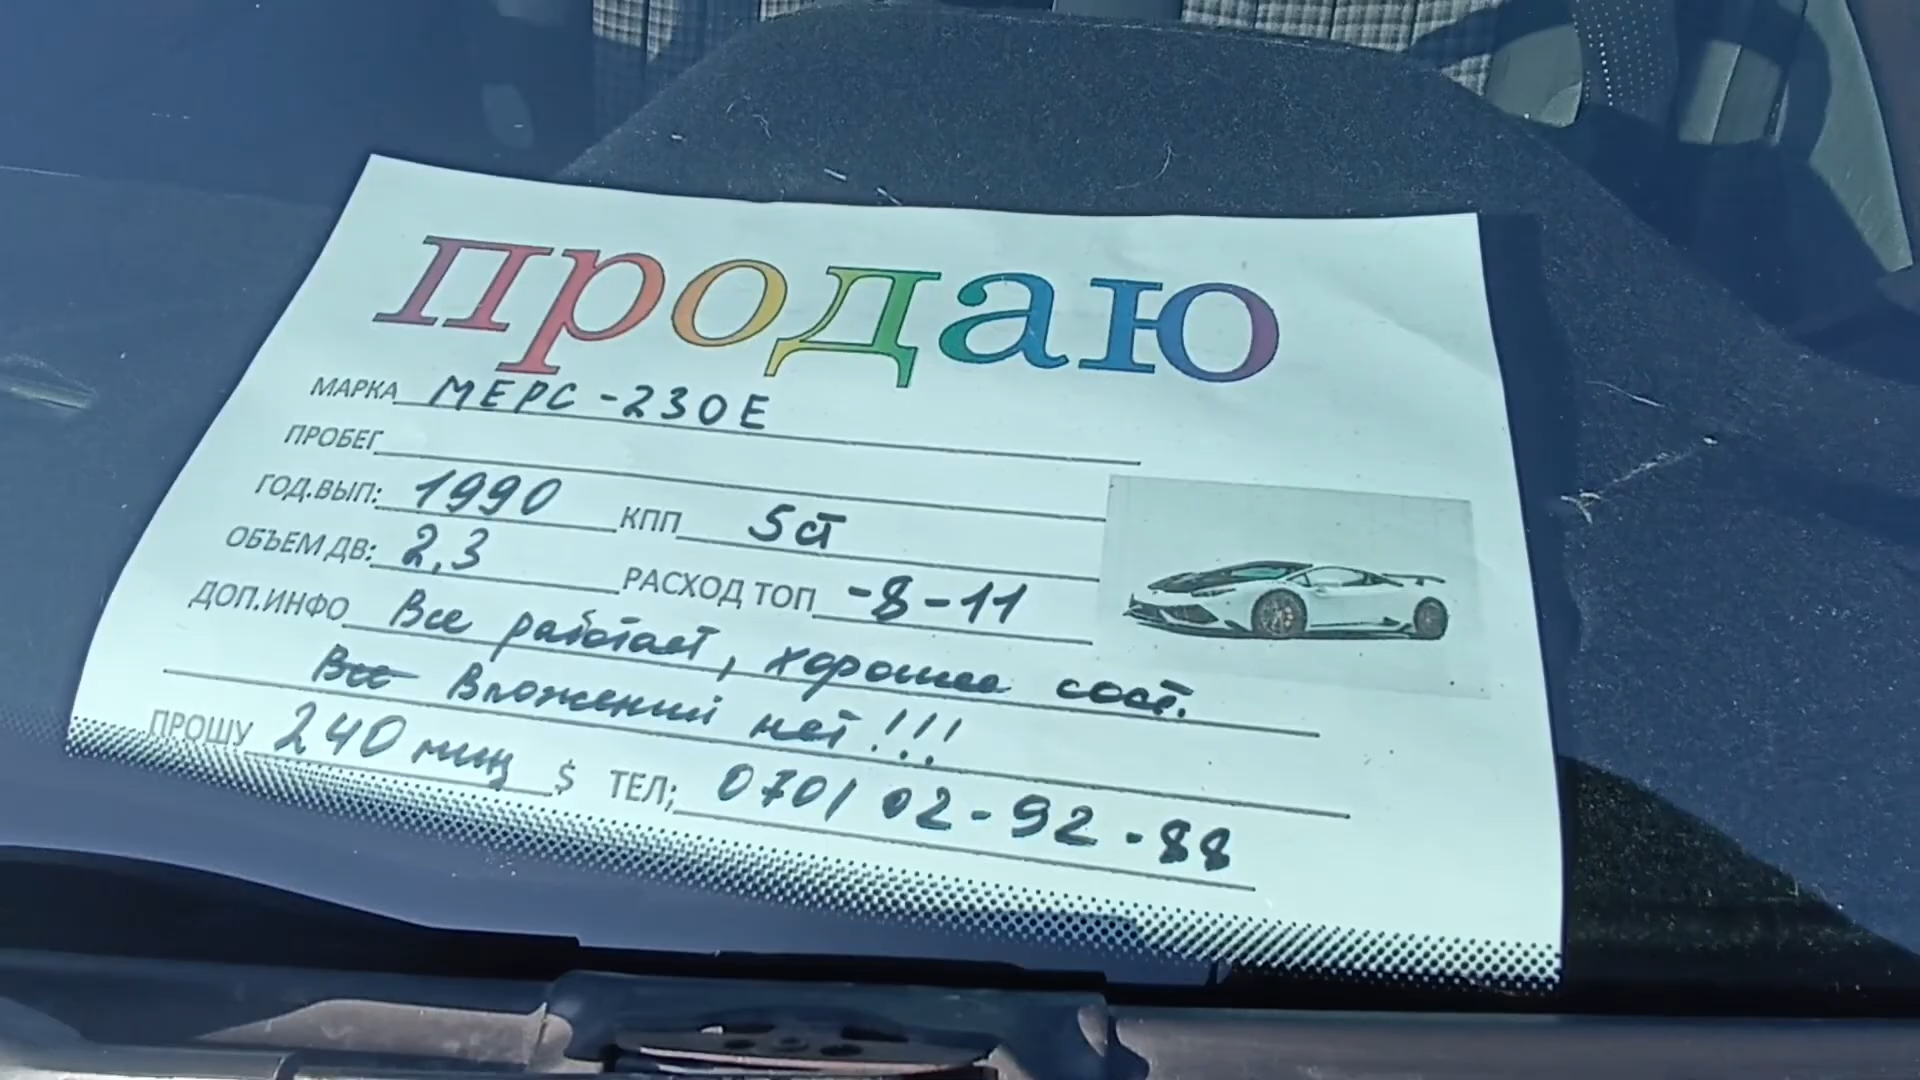 продаю
МАРКА МЕРС-230Е
ПРОБЕГ
ГОД.ВЫП: 1990 КПП 5ст
ОБЪЕМ ДВ: 2,3 РАСХОД ТОП -8-11
ДОП.ИНФО Все работает, хорошее сост.
Все Вложений нет!!!
ПРОШУ 240 мищ $ ТЕЛ; 0701 02-92-88